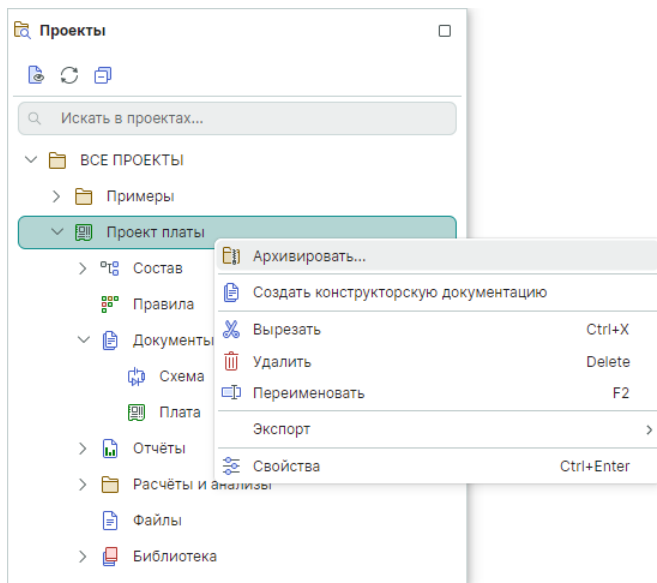 Проекты
Искать в проектах...
ВСЕ ПРОЕКТЫ
Примеры
Проект платы
Архивировать...
Состав
Создать конструкторскую документацию
Правила
Вырезать Ctrl+X
Документы
Удалить Delete
Схема
Переименовать F2
Плата
Экспорт
Отчёты
Свойства Ctrl+Enter
Расчёты и анализы
Файлы
Библиотека